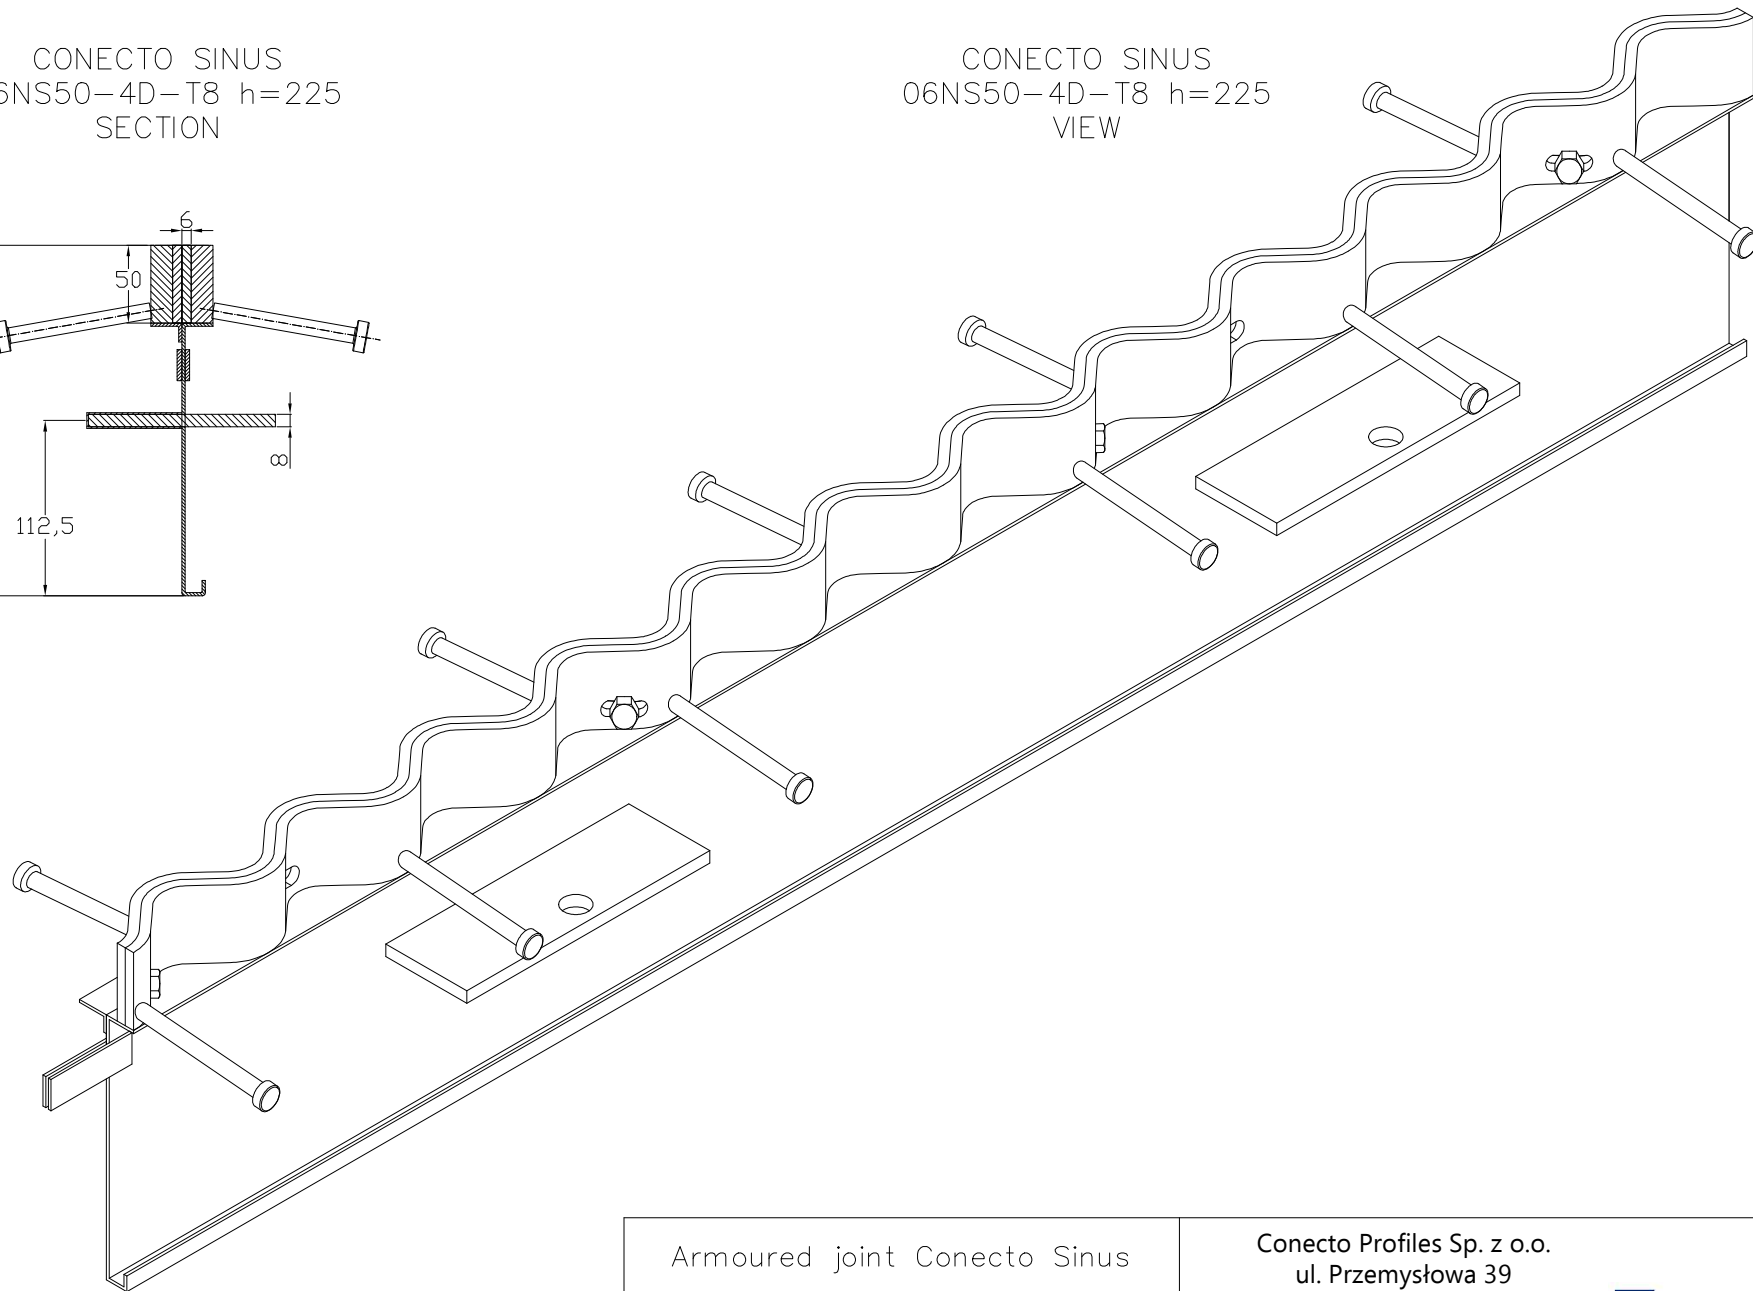 CONECTO SINUS
6NS50-4D-T8 h=225
SECTION
CONECTO SINUS
06NS50-4D-T8 h=225
VIEW
6
50
8
112,5
Armoured joint Conecto Sinus
Conecto Profiles Sp. z o.o.
ul. Przemysłowa 39